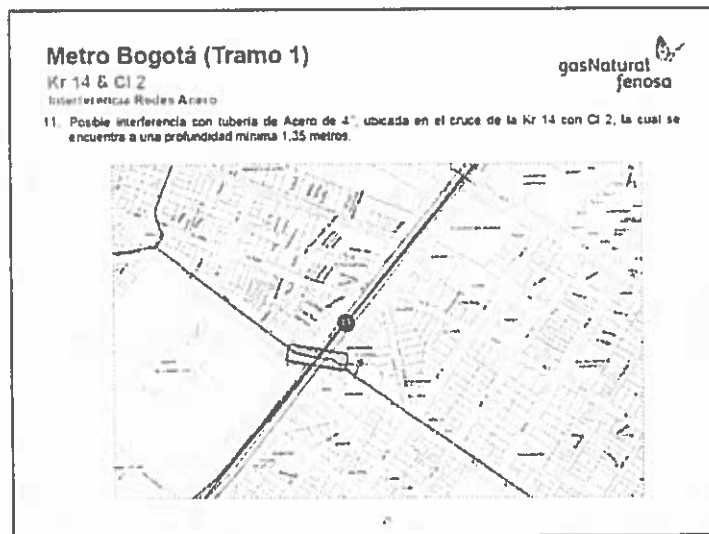 Metro Bogotá (Tramo 1)
gasNatural
fenosa
Kr 14 & Cl 2
Interferencia Redes Acero
11. Posible interferencia con tubería de Acero de 4", ubicada en el cruce de la Kr 14 con Cl 2, la cual se
encuentra a una profundidad mínima 1,35 metros.